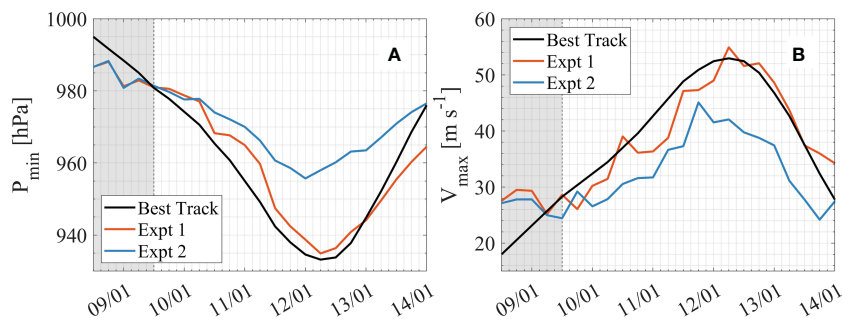 1000
980
960
940
P_min [hPa]
A
Best Track
Expt 1
Expt 2
09/01
10/01
11/01
12/01
13/01
14/01
60
50
40
30
20
V_max [m s^-1]
B
Best Track
Expt 1
Expt 2
09/01
10/01
11/01
12/01
13/01
14/01